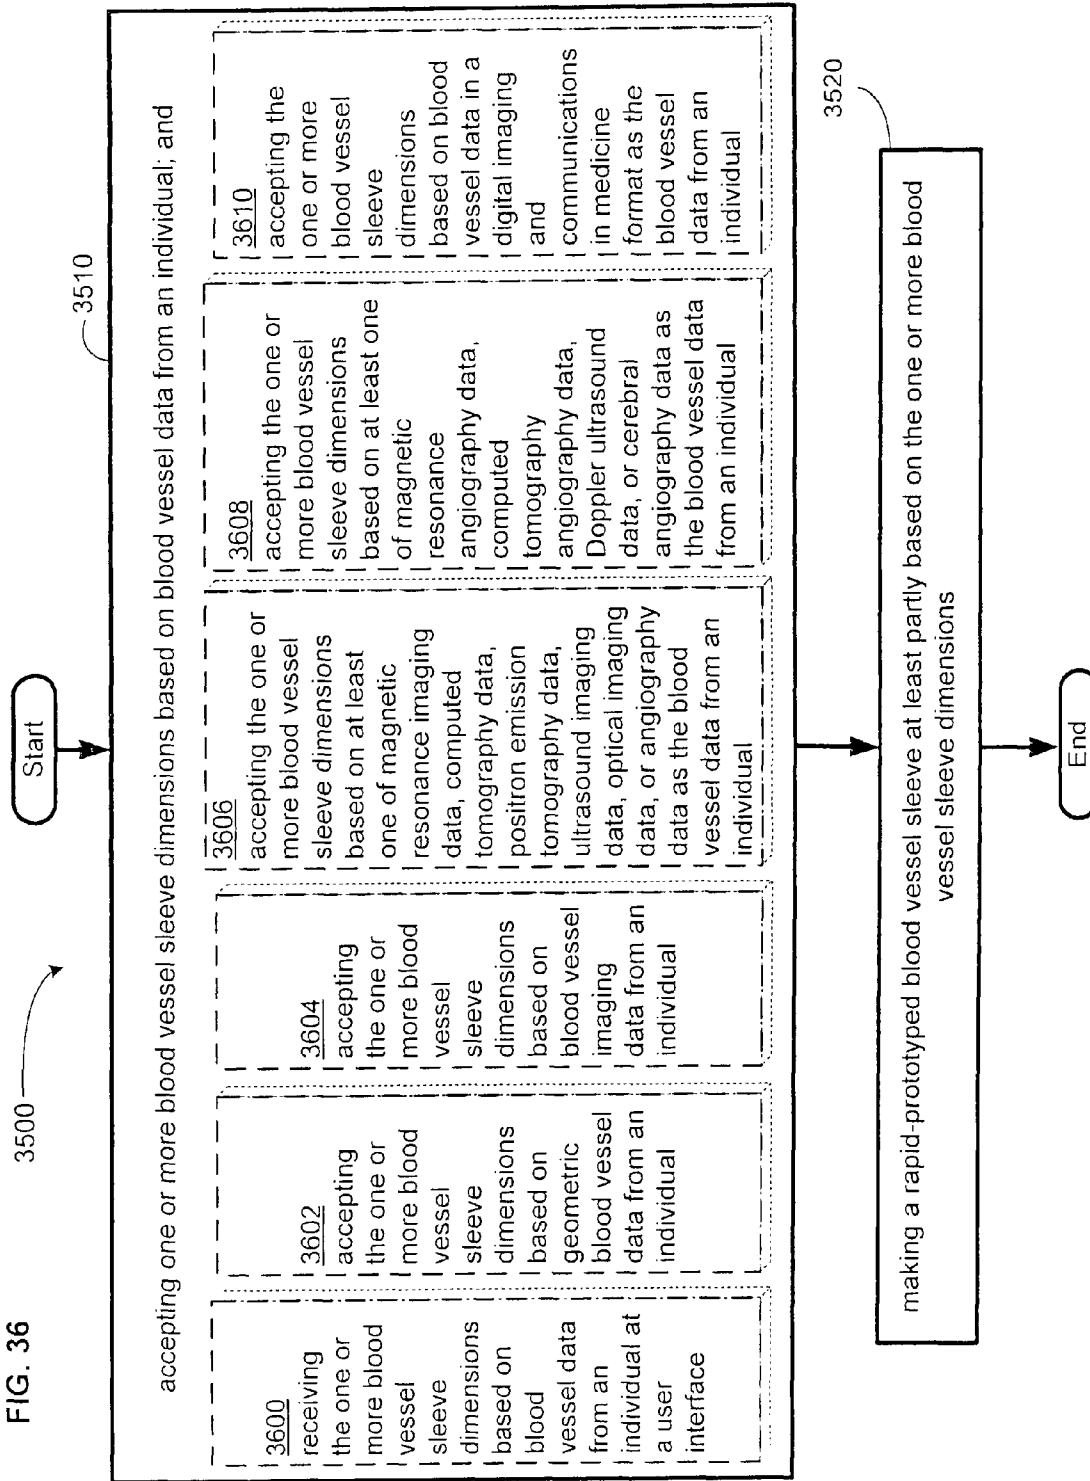 FIG. 36
3500
Start
3510
accepting one or more blood vessel sleeve dimensions based on blood vessel data from an individual; and
3600
receiving
the one or
more blood
vessel
sleeve
dimensions
based on
blood
vessel data
from an
individual at
a user
interface
3602
accepting
the one or
more blood
vessel
sleeve
dimensions
based on
geometric
blood vessel
data from an
individual
3604
accepting
the one or
more blood
vessel
sleeve
dimensions
based on
blood vessel
imaging
data from an
individual
3606
accepting the one or
more blood vessel
sleeve dimensions
based on at least
one of magnetic
resonance imaging
data, computed
tomography data,
positron emission
tomography data,
ultrasound imaging
data, optical imaging
data, or angiography
data as the blood
vessel data from an
individual
3608
accepting the one or
more blood vessel
sleeve dimensions
based on at least one
of magnetic
resonance
angiography data,
computed
tomography
angiography data,
Doppler ultrasound
data, or cerebral
angiography data as
the blood vessel data
from an individual
3610
accepting the
one or more
blood vessel
sleeve
dimensions
based on blood
vessel data in a
digital imaging
and
communications
in medicine
format as the
blood vessel
data from an
individual
3520
making a rapid-prototyped blood vessel sleeve at least partly based on the one or more blood
vessel sleeve dimensions
End